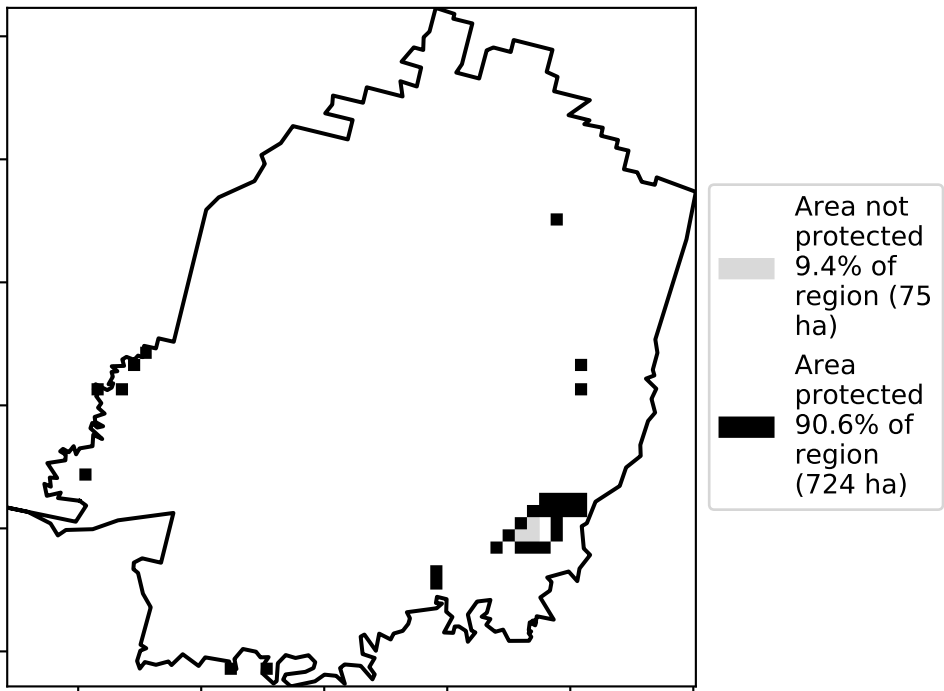 Area not
protected
9.4% of
region (75
ha)
Area
protected
90.6% of
region
(724 ha)